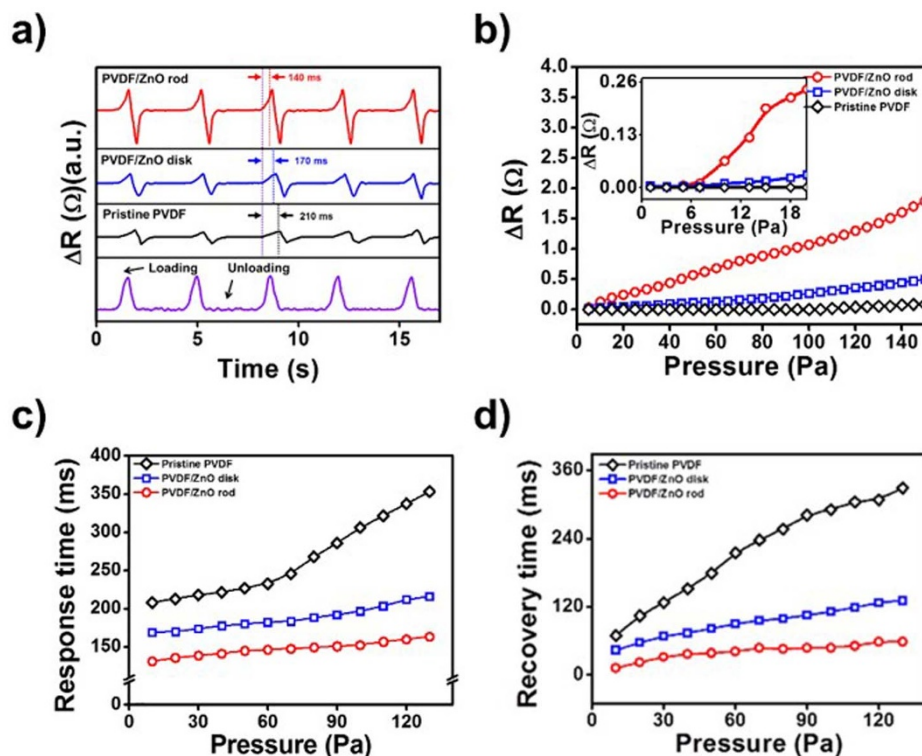 a)
ΔR (Ω)(a.u.)
PVDF/ZnO rod
140 ms
PVDF/ZnO disk
170 ms
Pristine PVDF
210 ms
Loading
Unloading
0 5 10 15
Time (s)
b)
ΔR (Ω)
4.0
3.5
3.0
2.5
2.0
1.5
1.0
0.5
0.0
PVDF/ZnO rod
PVDF/ZnO disk
Pristine PVDF
ΔR (Ω)
0.26
0.13
0.00
0 6 12 18
Pressure (Pa)
20 40 60 80 100 120 140
Pressure (Pa)
c)
Response time (ms)
400
350
300
250
200
150
0
Pristine PVDF
PVDF/ZnO disk
PVDF/ZnO rod
0 30 60 90 120
Pressure (Pa)
d)
Recovery time (ms)
360
240
120
0
Pristine PVDF
PVDF/ZnO disk
PVDF/ZnO rod
0 30 60 90 120
Pressure (Pa)